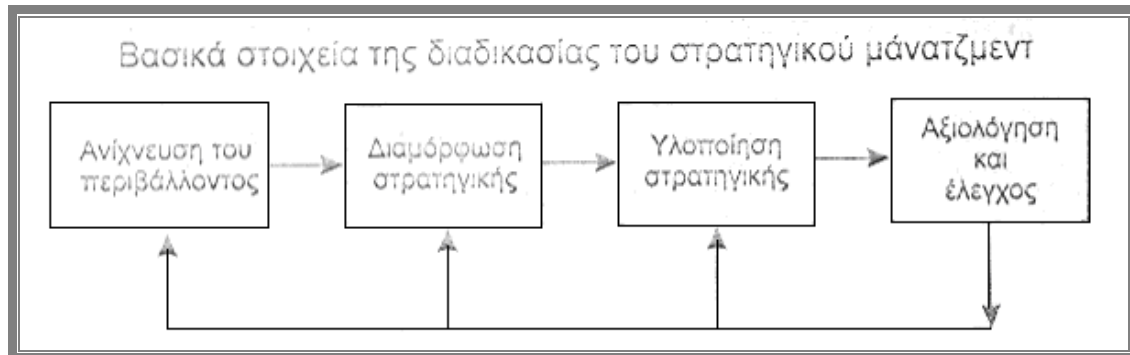 Βασικά στοιχεία της διαδικασίας του στρατηγικού μάνατζμεντ
Ανίχνευση του
περιβάλλοντος
Διαμόρφωση
στρατηγικής
Υλοποίηση
στρατηγικής
Αξιολόγηση
και
έλεγχος